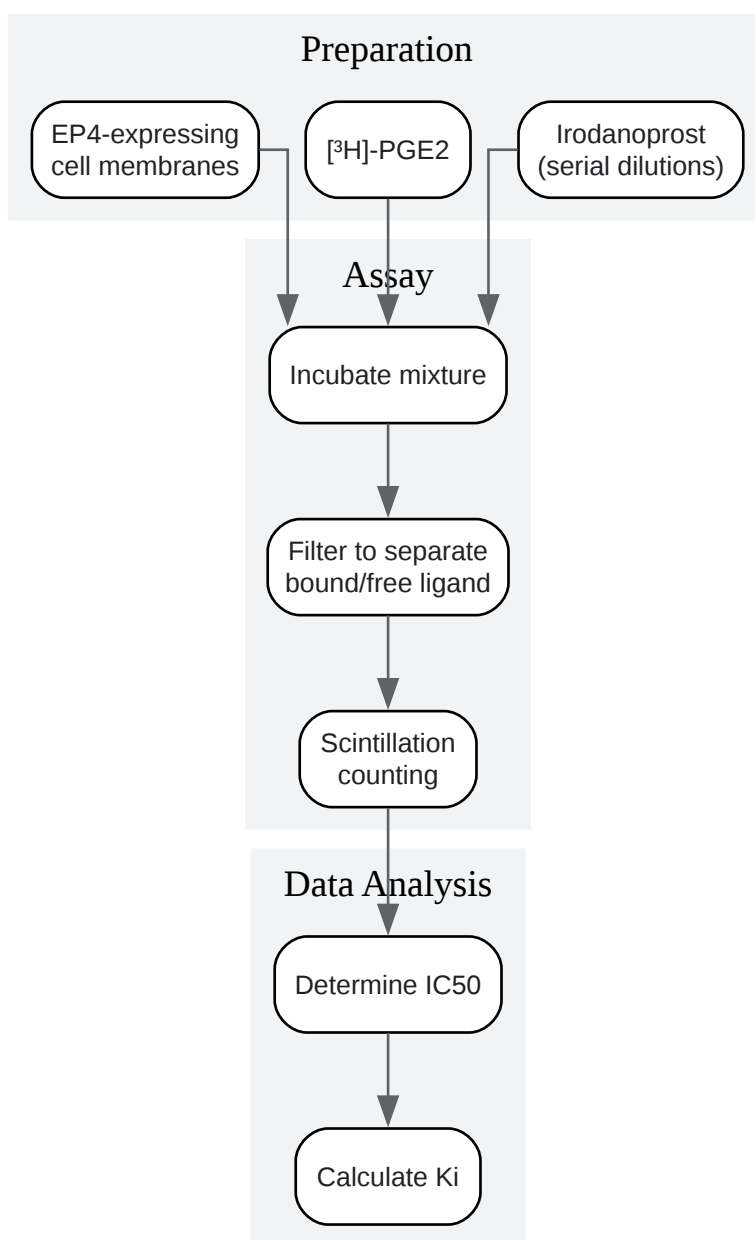 Preparation
EP4-expressing
cell membranes
[³H]-PGE2
Irodanoprost
(serial dilutions)
Assay
Incubate mixture
Filter to separate
bound/free ligand
Scintillation
counting
Data Analysis
Determine IC50
Calculate Ki